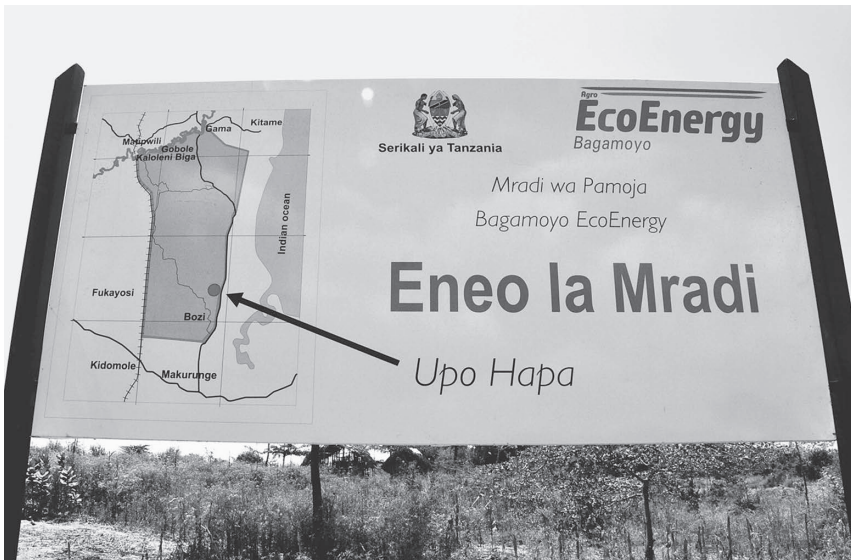 Matipwili
Gama
Kitame
Gobole
Kaloleni Biga
Indian ocean
Fukayosi
Bozi
Kidomole
Makurunge
Serikali ya Tanzania
Agro
EcoEnergy
Bagamoyo
Mradi wa Pamoja
Bagamoyo EcoEnergy
Eneo la Mradi
Upo Hapa